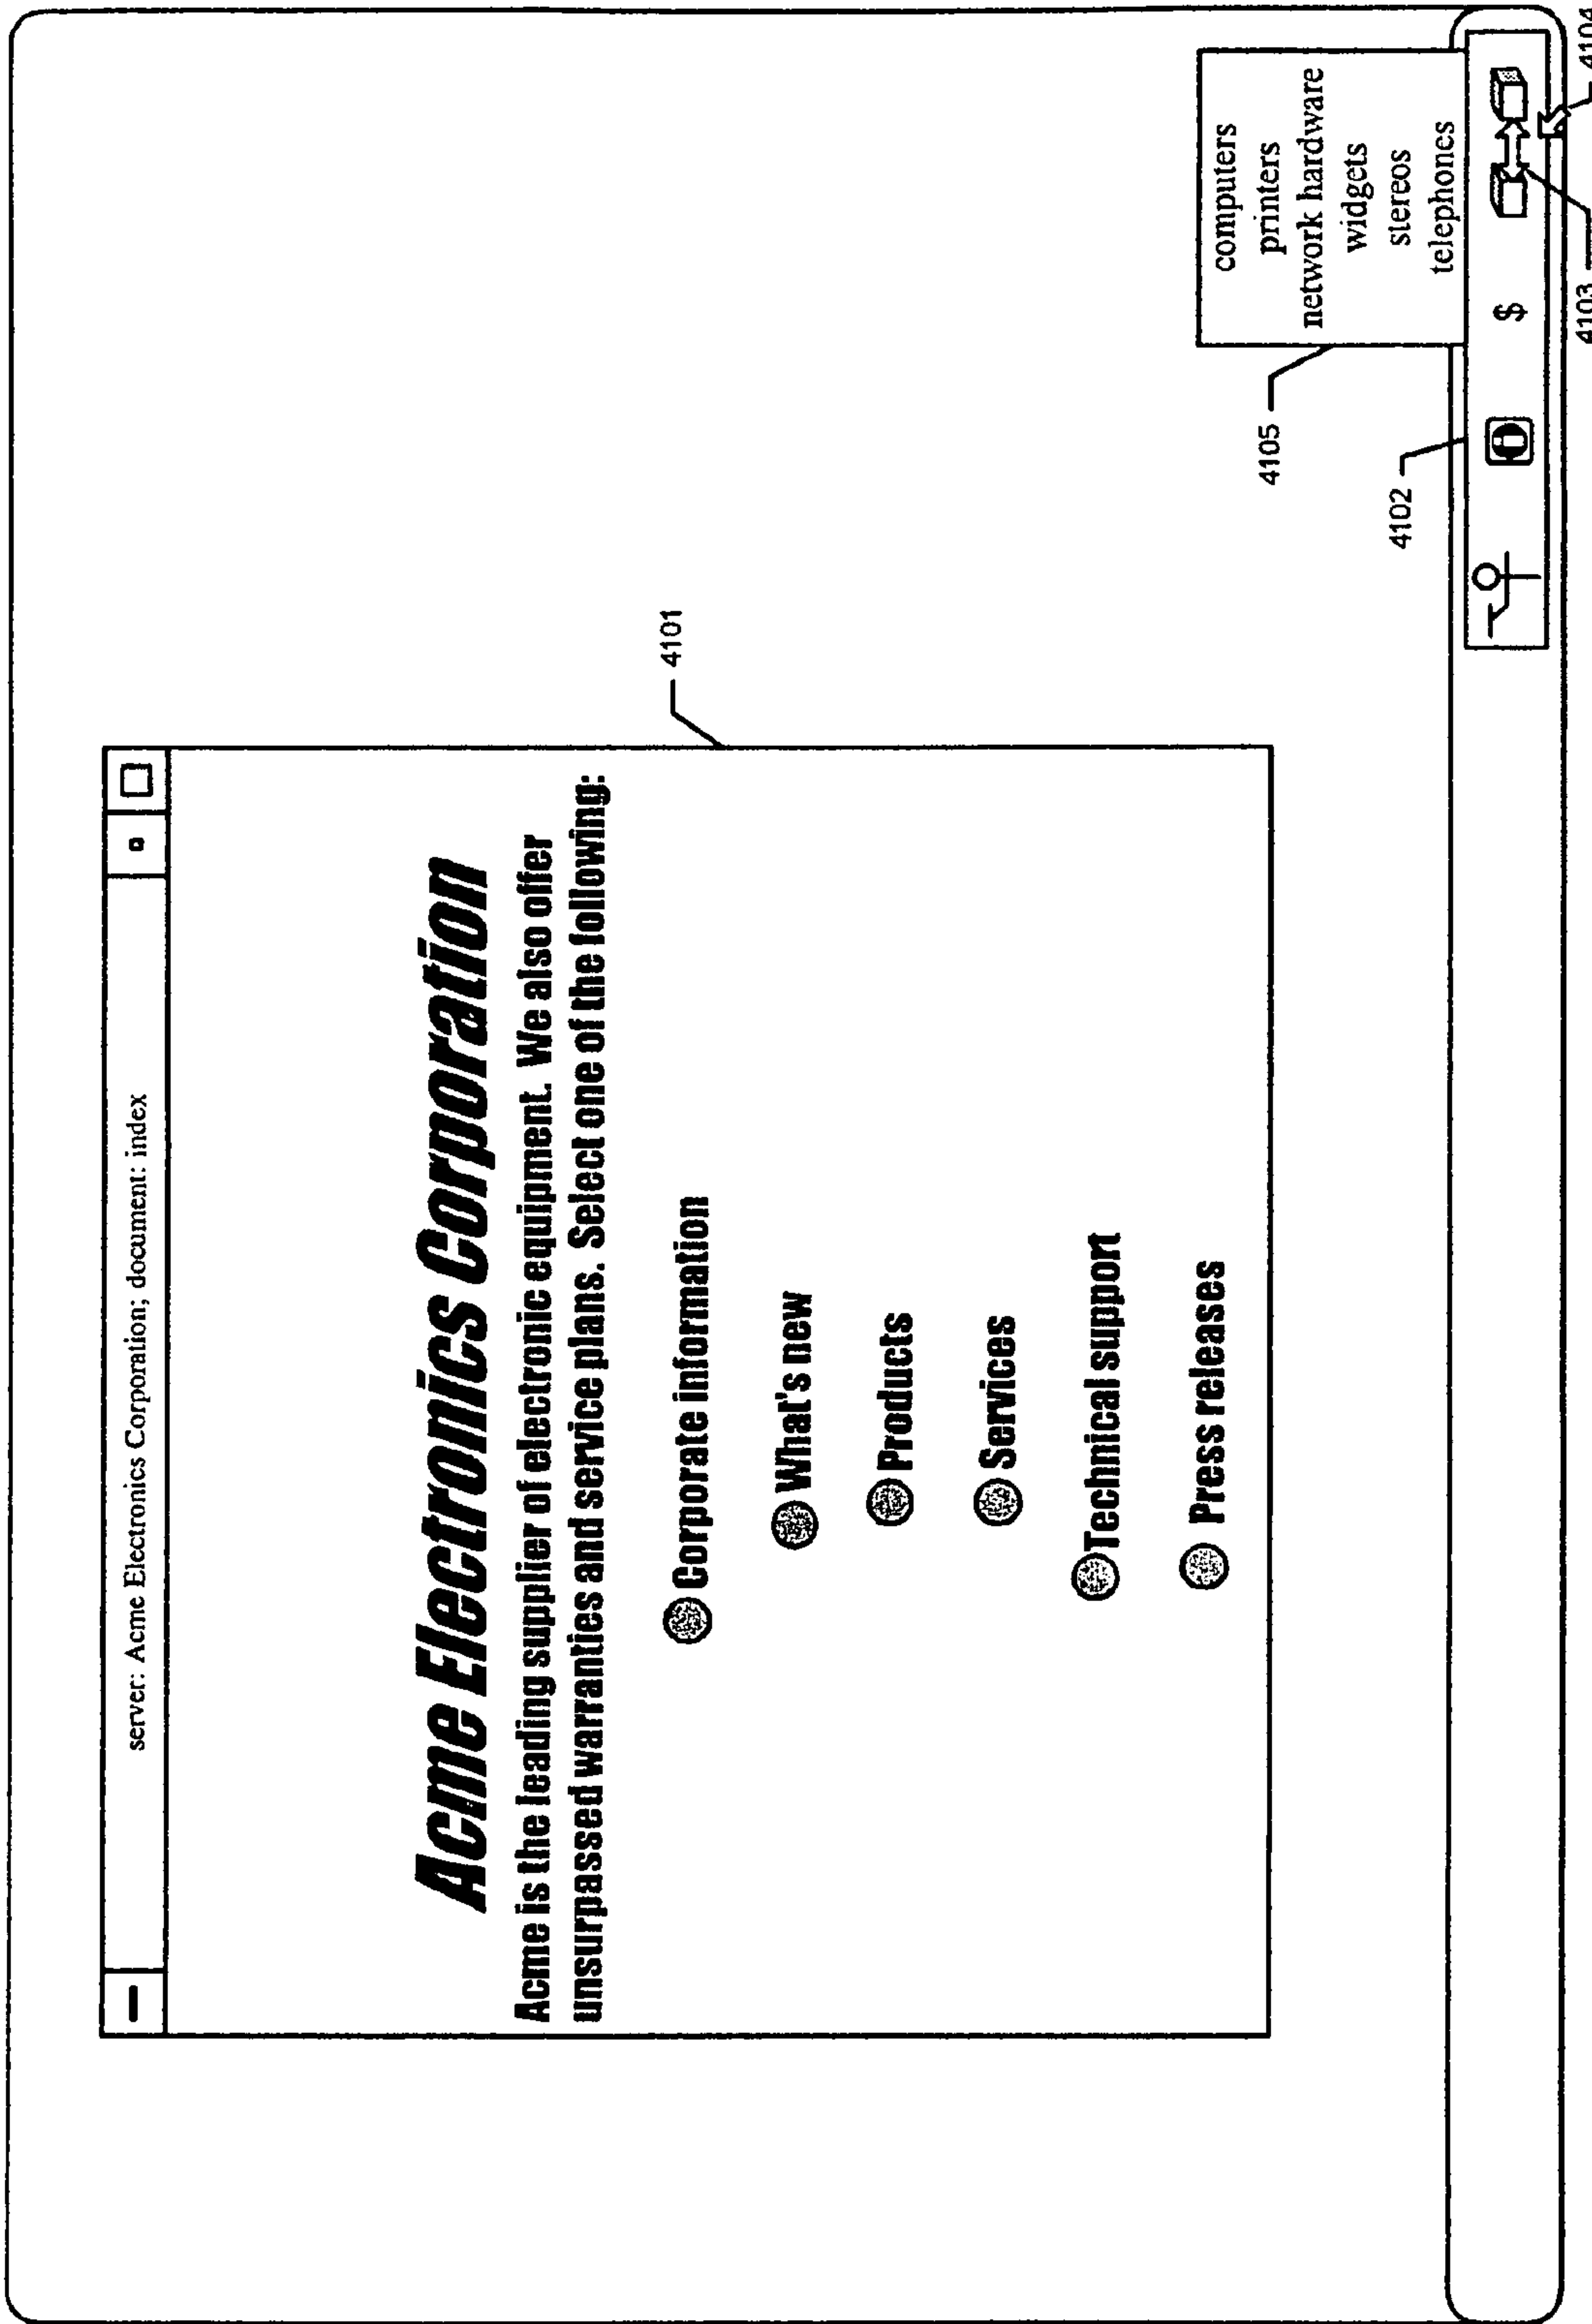 server: Acme Electronics Corporation; document: index
Acme Electronics Corporation
Acme is the leading supplier of electronic equipment. We also offer
unsurpassed warranties and service plans. Select one of the following:
Corporate information
What's new
Products
Services
Technical support
Press releases
4101
computers
printers
network hardware
widgets
stereos
telephones
4105
4102
$
4103
4104